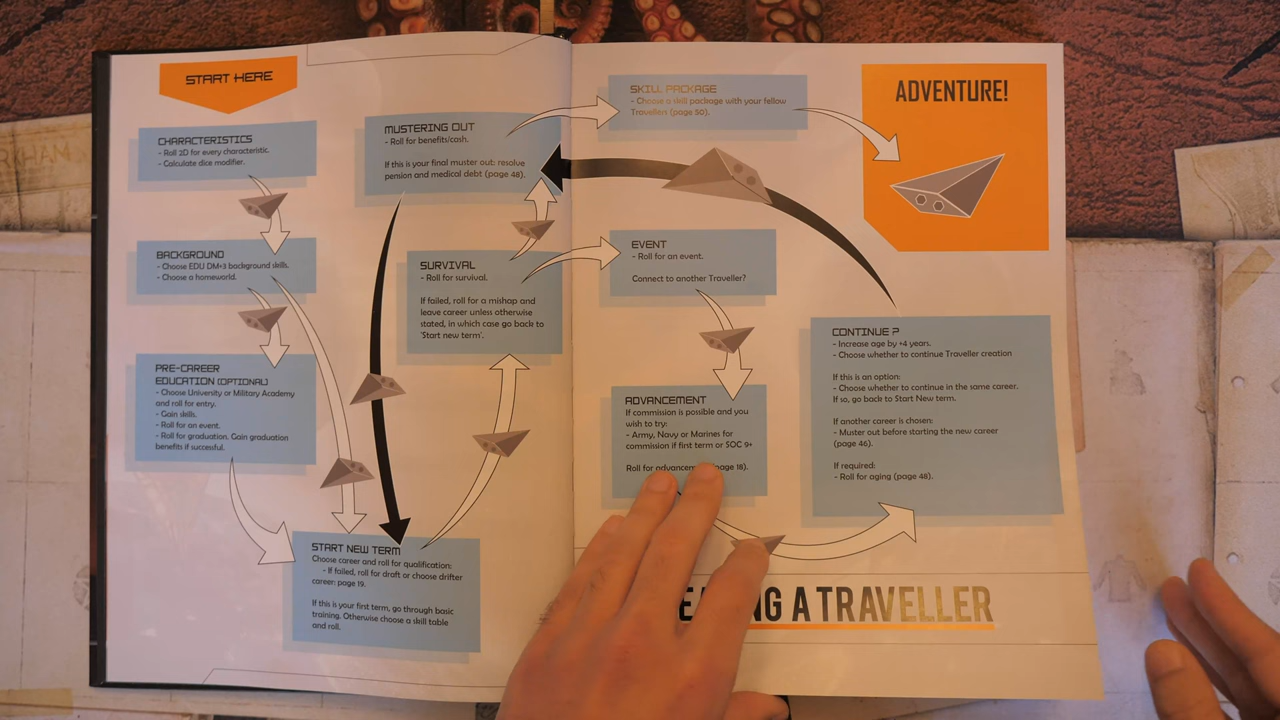 START HERE
CHARACTERISTICS
- Roll 2D for every characteristic.
- Calculate dice modifier.
BACKGROUND
- Choose EDU DM+3 background skills.
- Choose a homeworld.
PRE-CAREER
EDUCATION (OPTIONAL)
- Choose University or Military Academy
and roll for entry.
- Gain skills.
- Roll for an event.
- Roll for graduation. Gain graduation
benefits if successful.
START NEW TERM
Choose career and roll for qualification:
- If failed, roll for draft or choose drifter
career: page 19.
If this is your first term, go through basic
training. Otherwise choose a skill table
and roll.
MUSTERING OUT
- Roll for benefits/cash.
If this is your final muster out: resolve
pension and medical debt (page 48).
SURVIVAL
- Roll for survival.
If failed, roll for a mishap and
leave career unless otherwise
stated, in which case go back to
'Start new term'.
SKILL PACKAGE
- Choose a skill package with your fellow
Travellers (page 50).
ADVENTURE!
EVENT
- Roll for an event.
Connect to another Traveller?
ADVANCEMENT
If commission is possible and you
wish to try:
- Army, Navy or Marines for
commission if first term or SOC 9+
Roll for advancem page 18).
CONTINUE ?
- Increase age by +4 years.
- Choose whether to continue Traveller creation
If this is an option:
- Choose whether to continue in the same career.
If so, go back to Start New term.
If another career is chosen:
- Muster out before starting the new career
(page 46).
If required:
- Roll for aging (page 48).
A TRAVELLER